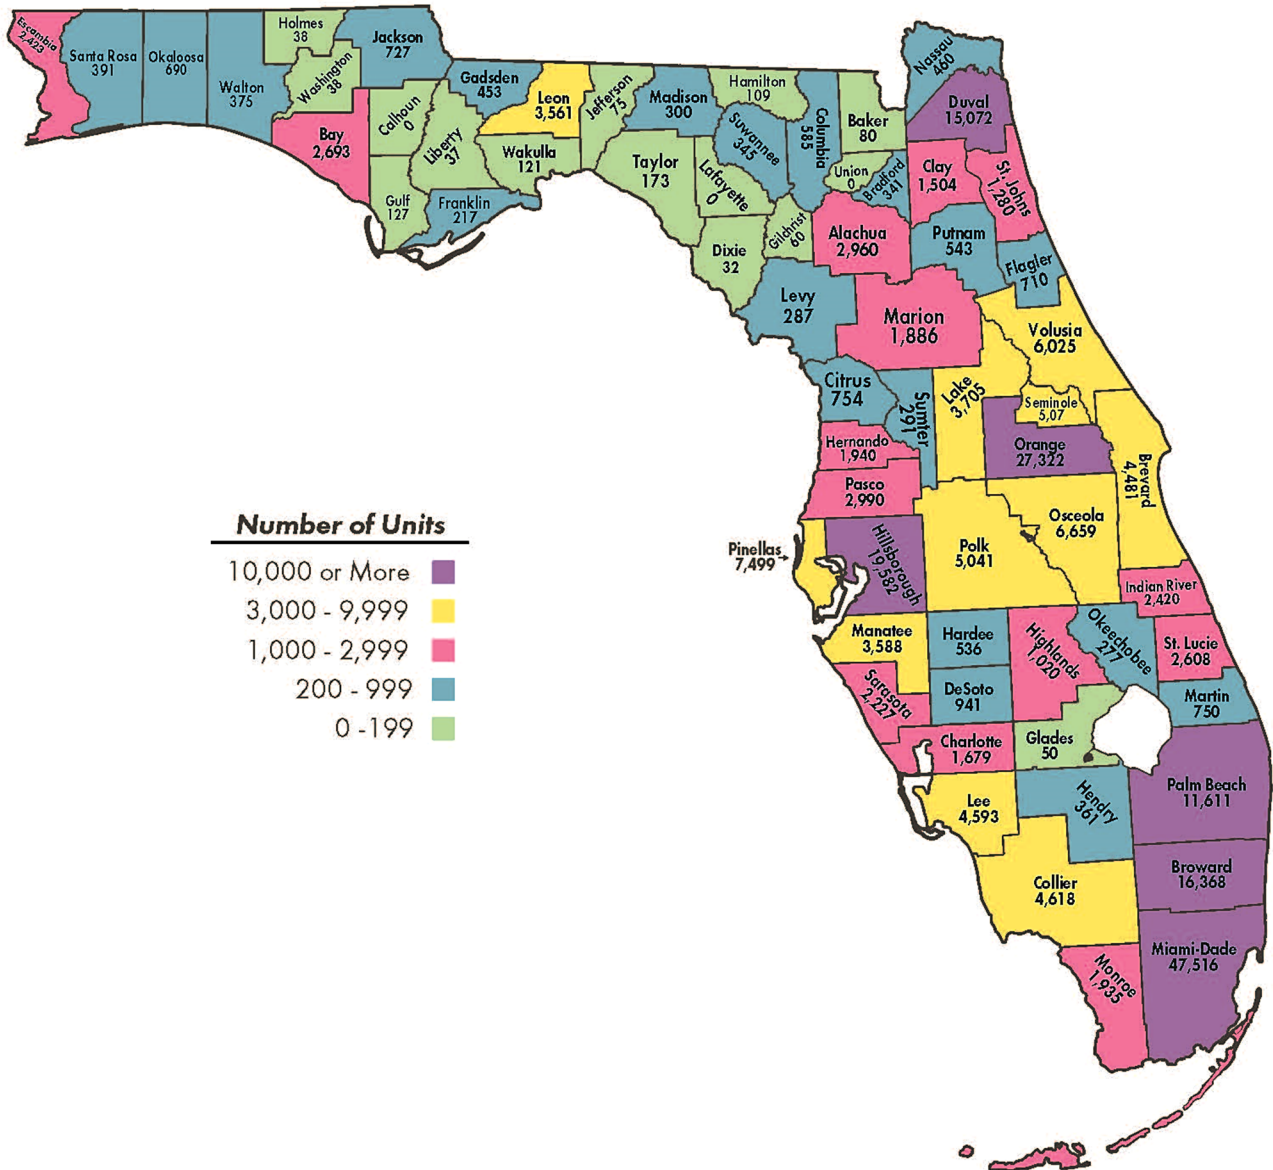 Escambia
2,423
Santa Rosa
391
Okaloosa
690
Walton
375
Holmes
38
Washington
38
Jackson
727
Bay
2,693
Calhoun
0
Gulf
127
Liberty
37
Gadsden
453
Franklin
217
Leon
3,561
Wakulla
121
Jefferson
75
Madison
300
Taylor
173
Hamilton
109
Suwannee
345
Lafayette
0
Dixie
32
Columbia
585
Gilchrist
60
Baker
80
Union
0
Bradford
341
Nassau
460
Duval
15,072
Clay
1,504
St. Johns
1,280
Alachua
2,960
Putnam
543
Flagler
710
Levy
287
Marion
1,886
Volusia
6,025
Citrus
754
Sumter
291
Lake
3,705
Seminole
5,07
Orange
27,322
Brevard
4,481
Hernando
1,940
Pasco
2,990
Pinellas
7,499
Hillsborough
19,582
Polk
5,041
Osceola
6,659
Indian River
2,420
Manatee
3,588
Hardee
536
Highlands
1,020
Okeechobee
277
St. Lucie
2,608
Sarasota
2,227
DeSoto
941
Martin
750
Charlotte
1,679
Glades
50
Lee
4,593
Hendry
361
Palm Beach
11,611
Collier
4,618
Broward
16,368
Monroe
1,935
Miami-Dade
47,516
Number of Units
10,000 or More
3,000 - 9,999
1,000 - 2,999
200 - 999
0 -199